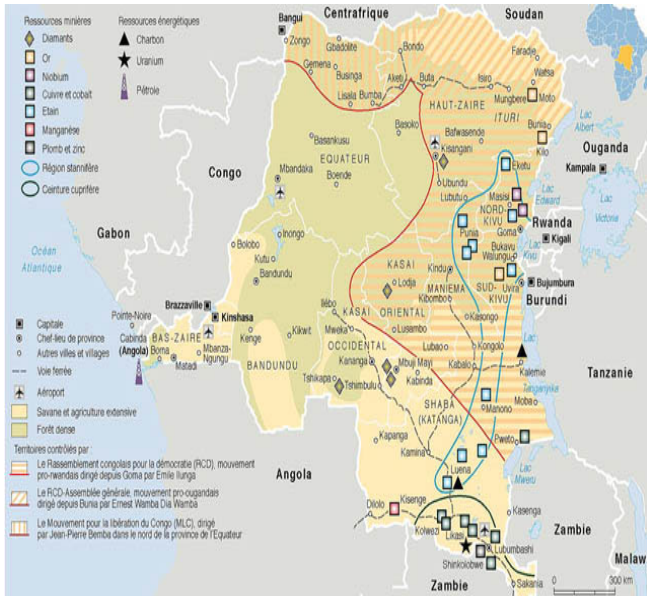 Ressources minières
Diamants
Or
Niobium
Cuivre et cobalt
Etain
Manganèse
Plomb et zinc
Région stannifère
Ceinture cuprifère
Ressources énergétiques
Charbon
Uranium
Pétrole
Centrafrique
Soudan
Bangui
Zongo
Gbadolite
Bondo
Faradje
Gemena
Businga
Aketi
Buta
Isiro
Watsa
Mungbere
Moto
Lisala
Bumba
HAUT-ZAIRE
ITURI
Bunia
Kilo
Lac
Albert
Basoko
Bafwasende
Basankusu
Kisangani
Ouganda
Kampala
EQUATEUR
Mbandaka
Boende
Ubundu
Lubutu
Eketu
Lac
Edward
Masisi
NORD-
KIVU
Lac
Victoria
Congo
Gabon
Rwanda
Kigali
Goma
Punia
Bukavu
Lac
Kivu
Walungu
Inongo
Bolobo
Kutu
Bandundu
KASAI
ORIENTAL
Lodja
Kindu
MANIEMA
Kibombo
SUD-
KIVU
Uvira
Bujumbura
Burundi
Océan
Atlantique
Brazzaville
Kinshasa
Pointe-Noire
Cabinda
(Angola)
BAS-ZAIRE
Boma
Matadi
Mbanza-
Ngungu
Kenge
Kikwit
BANDUNDU
Ilébo
Mweka
KASAI
OCCIDENTAL
Lusambo
Kasongo
Kongolo
Lubao
Kabalo
Kalemie
Lac
Tanganyika
Tanzanie
Kananga
Mbuji Mayi
Kabinda
Tshikapa
Tshimbulu
Manono
Moba
SHABA
(KATANGA)
Kapanga
Kamina
Luena
Pweto
Lac
Mweru
Angola
Dilolo
Kisenge
Kolwezi
Likasi
Kasenga
Lubumbashi
Shinkolobwe
Sakania
Zambie
Zambie
Malaw
0
300 km
Capitale
Chef-lieu de province
Autres villes et villages
Voie ferrée
Aéroport
Savane et agriculture extensive
Forêt dense
Territoires contrôlés par :
Le Rassemblement congolais pour la démocratie (RCD), mouvement
pro-rwandais dirigé depuis Goma par Emile Ilunga
Le RCD-Assemblée générale, mouvement pro-ougandais
dirigé depuis Bunia par Ernest Wamba Dia Wamba
Le Mouvement pour la libération du Congo (MLC), dirigé
par Jean-Pierre Bemba dans le nord de la province de l'Equateur